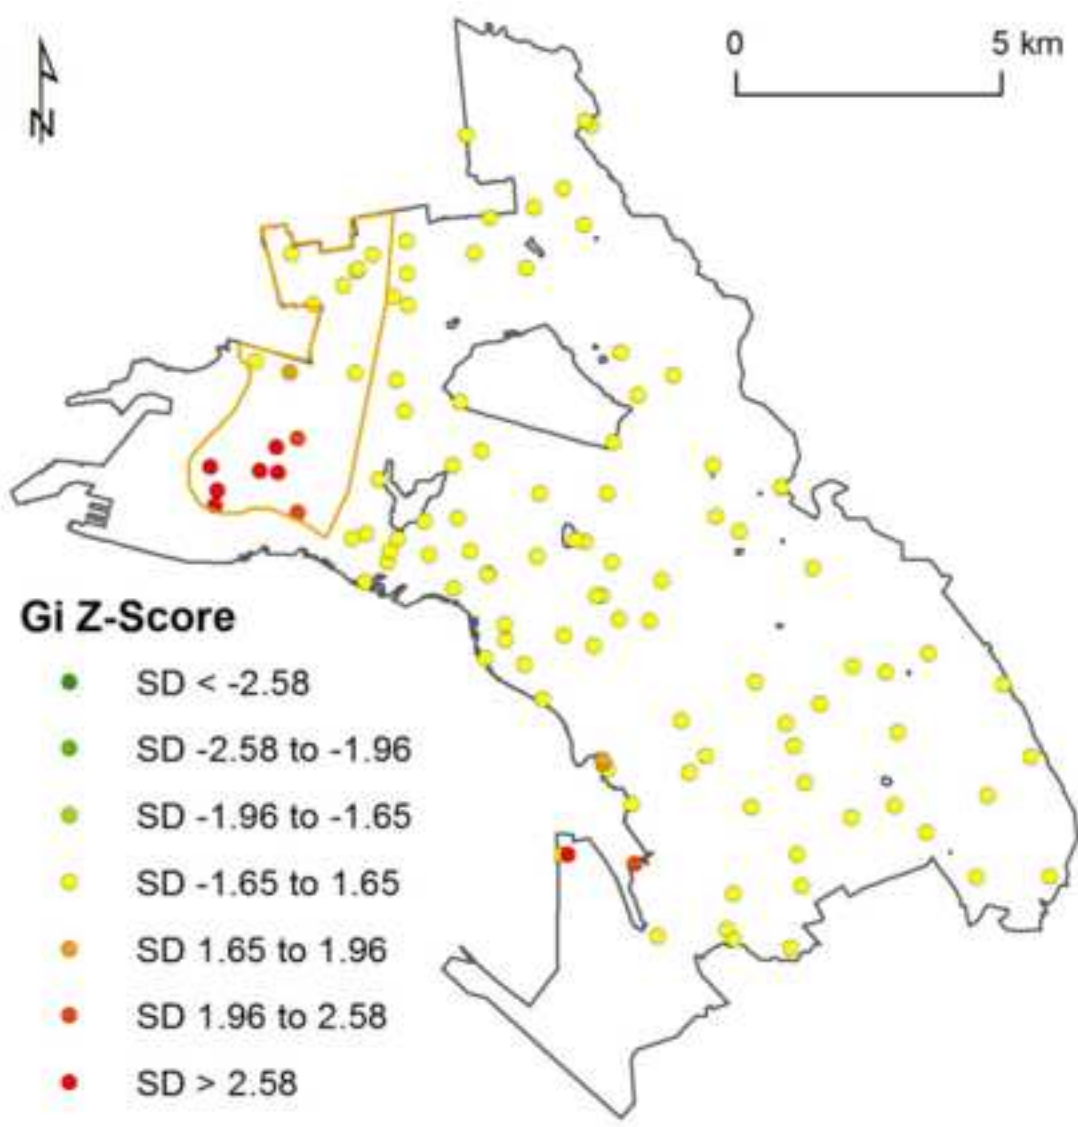 0 5 km
N
Gi Z-Score
SD < -2.58
SD -2.58 to -1.96
SD -1.96 to -1.65
SD -1.65 to 1.65
SD 1.65 to 1.96
SD 1.96 to 2.58
SD > 2.58